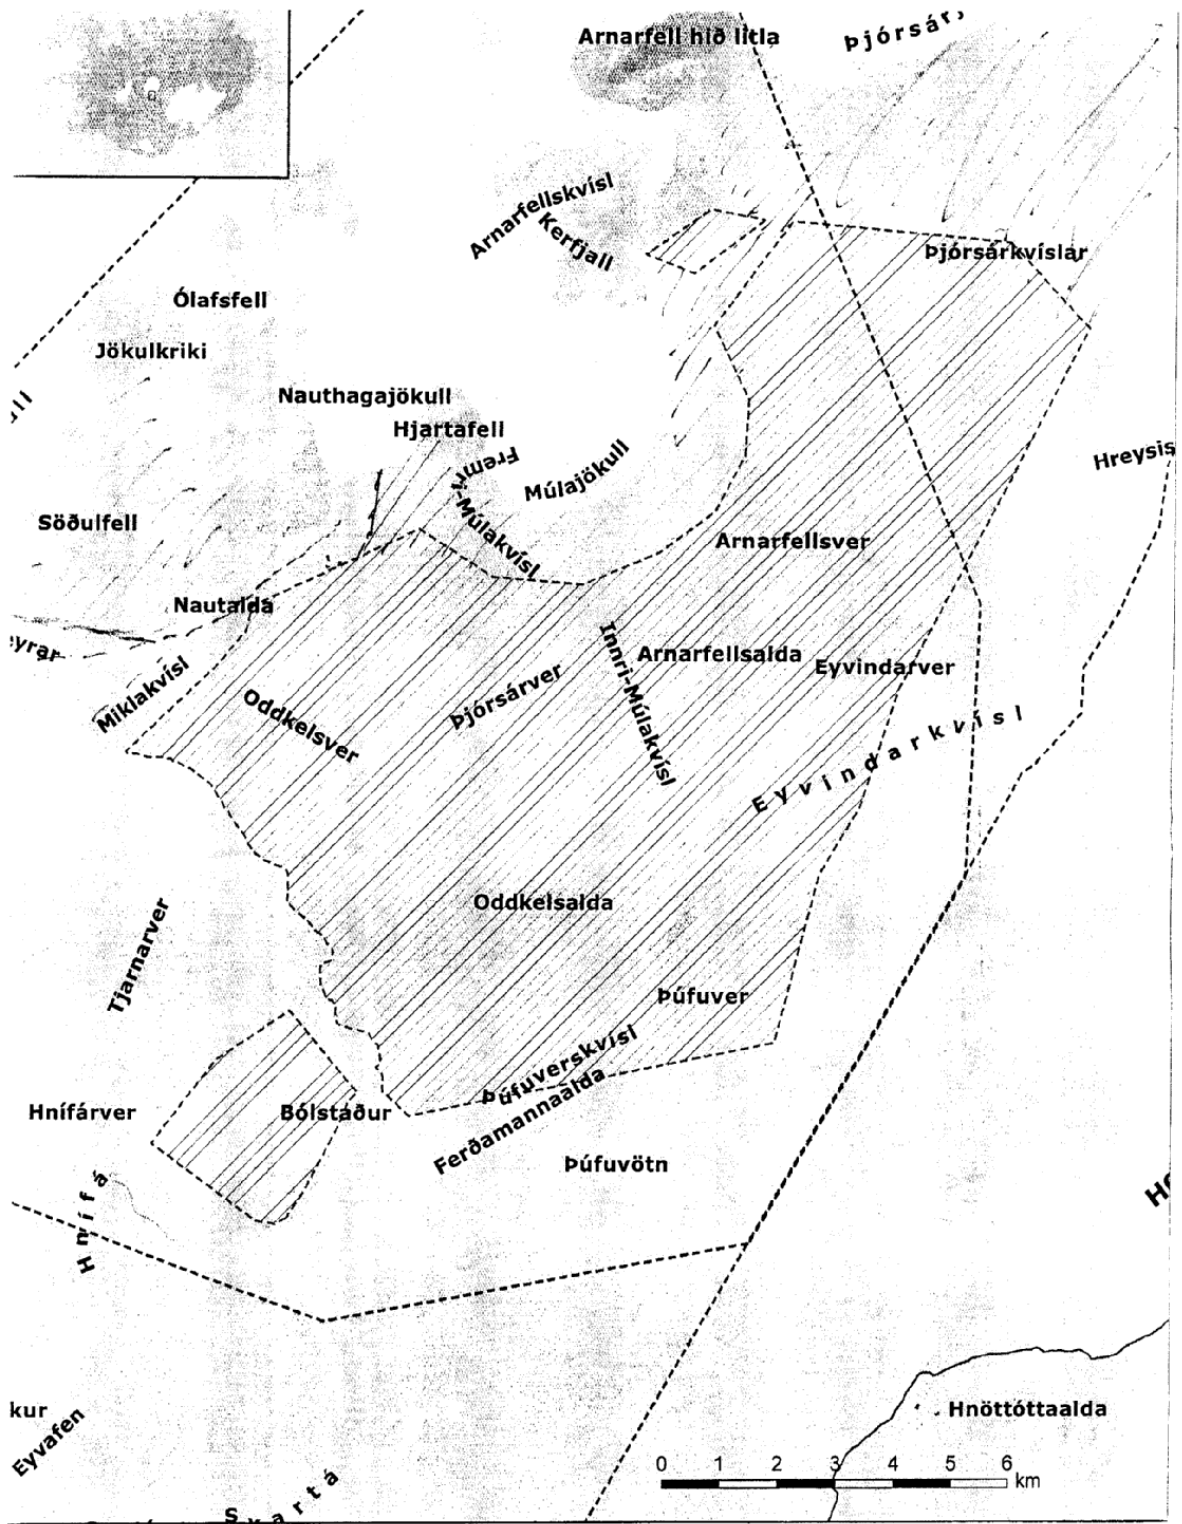 Arnarfell hið litla
Þjórsár
Arnarfellskvísl
Kerfjall
Þjórsárkvíslar
Ólafsfell
Jökulkriki
Nauthagajökull
Hjartafell
Fremri-Múlakvísl
Múlajökull
Hreysis
Söðulfell
Arnarfellsver
Nautalda
eyrar
Miklakvísl
Oddkelsver
Þjórsárver
Innri-Múlakvísl
Arnarfellsalda
Eyvindarver
Eyvindarkvísl
Oddkelsalda
Tjarnarver
Þúfuver
Þúfuverskvísl
Ferðamannaalda
Hnífárver
Bólstaður
Þúfuvötn
Hnífá
kur
Eyvafen
Skartá
Hnöttóttaalda
0 1 2 3 4 5 6
km